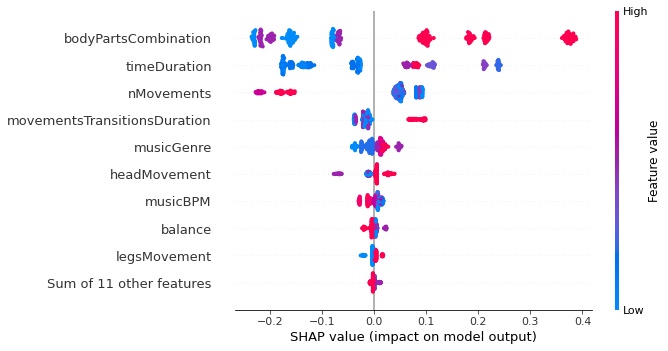 High
bodyPartsCombination
timeDuration
nMovements
movementsTransitionsDuration
musicGenre
headMovement
musicBPM
balance
legsMovement
Sum of 11 other features
Feature value
Low
−0.2 −0.1 0.0 0.1 0.2 0.3 0.4
SHAP value (impact on model output)